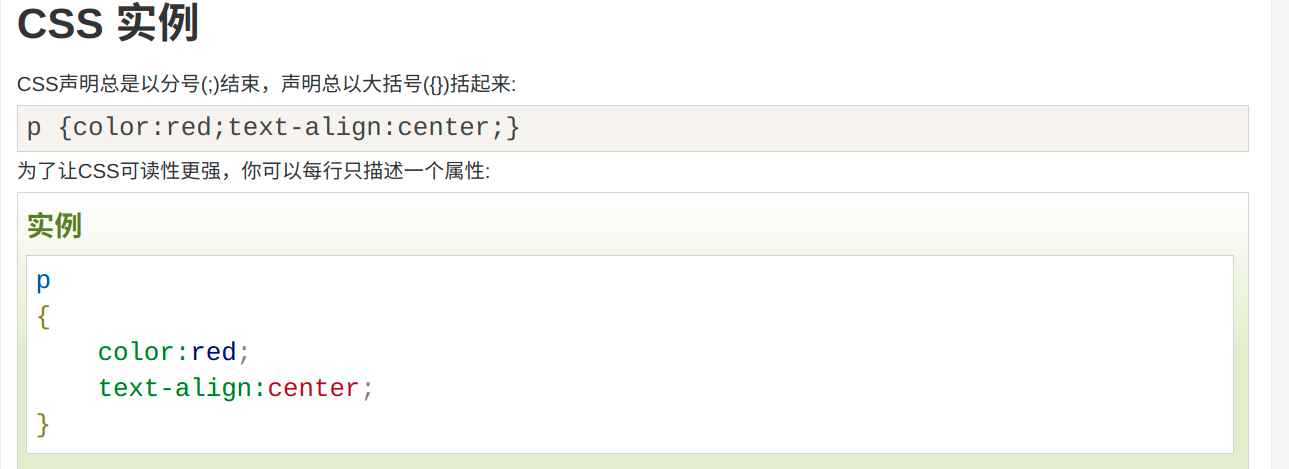 CSS 实例
CSS声明总是以分号(;)结束，声明总以大括号({})括起来:
p {color:red;text-align:center;}
为了让CSS可读性更强，你可以每行只描述一个属性:
实例
p
{
    color:red;
    text-align:center;
}